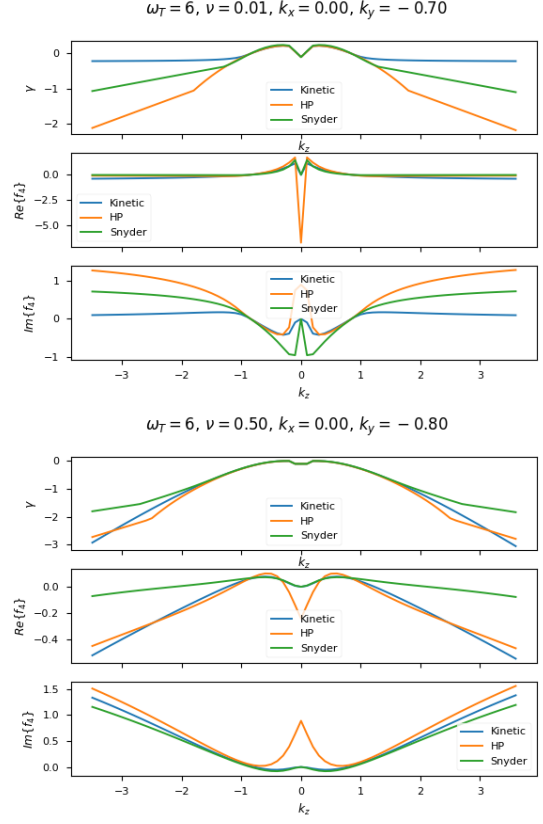 ω_T = 6, ν = 0.01, k_x = 0.00, k_y = −0.70
0
−1
−2
γ
Kinetic
HP
Snyder
k_z
0.0
−2.5
−5.0
Re{f_4}
Kinetic
HP
Snyder
1
0
−1
Im{f_4}
Kinetic
HP
Snyder
−3 −2 −1 0 1 2 3
k_z
ω_T = 6, ν = 0.50, k_x = 0.00, k_y = −0.80
0
−1
−2
−3
γ
Kinetic
HP
Snyder
k_z
0.0
−0.2
−0.4
Re{f_4}
Kinetic
HP
Snyder
1.5
1.0
0.5
0.0
Im{f_4}
Kinetic
HP
Snyder
−3 −2 −1 0 1 2 3
k_z